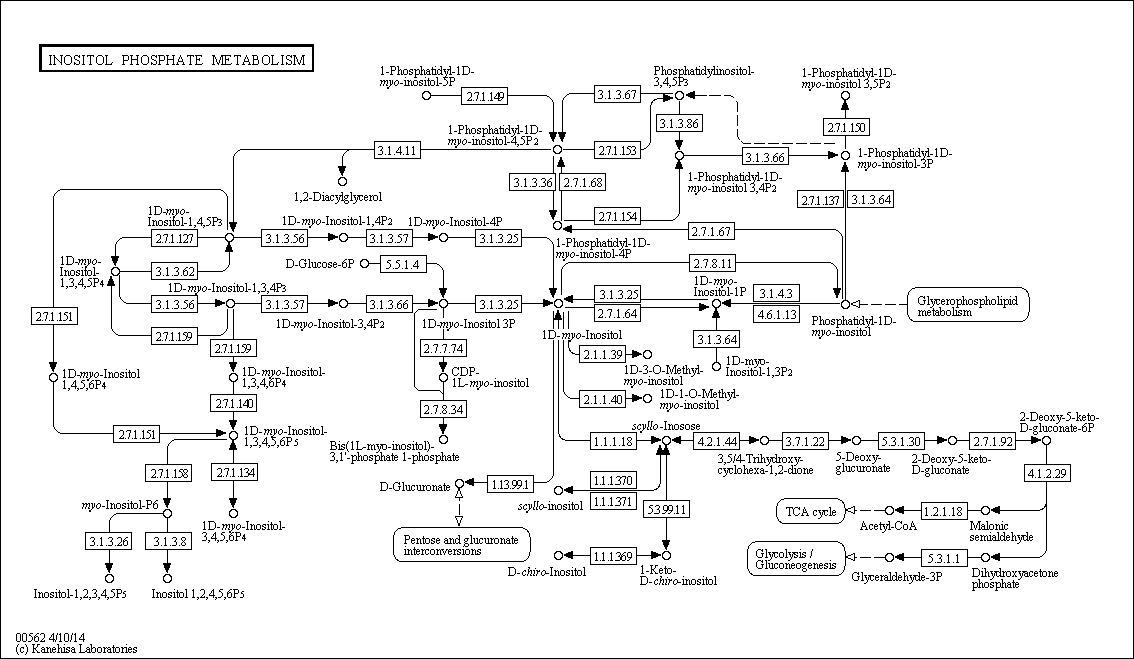 INOSITOL PHOSPHATE METABOLISM
1-Phosphatidyl-1D-
myo-inositol-5P
2.7.1.149
3.1.3.67
Phosphatidylinositol-
3,4,5P3
1-Phosphatidyl-1D-
myo-inositol 3,5P2
3.1.3.86
2.7.1.150
1-Phosphatidyl-1D-
myo-inositol-4,5P2
3.1.4.11
2.7.1.153
3.1.3.66
1-Phosphatidyl-1D-
myo-inositol-3P
1,2-Diacylglycerol
3.1.3.36
2.7.1.68
1-Phosphatidyl-1D-
myo-inositol 3,4P2
2.7.1.137
3.1.3.64
1D-myo-
Inositol-1,4,5P3
1D-myo-Inositol-1,4P2
1D-myo-Inositol-4P
2.7.1.154
2.7.1.127
3.1.3.56
3.1.3.57
3.1.3.25
2.7.1.67
1-Phosphatidyl-1D-
myo-inositol-4P
1D-myo-
Inositol-
1,3,4,5P4
3.1.3.62
D-Glucose-6P
5.5.1.4
2.7.8.11
1D-myo-Inositol-1,3,4P3
1D-myo-
Inositol-1P
3.1.3.56
3.1.3.57
3.1.3.66
3.1.3.25
3.1.3.25
2.7.1.64
3.1.4.3
4.6.1.13
Glycerophospholipid
metabolism
2.7.1.151
2.7.1.159
1D-myo-Inositol-3,4P2
1D-myo-Inositol 3P
1D-myo-Inositol
Phosphatidyl-1D-
myo-inositol
2.7.1.159
2.7.7.74
2.1.1.39
3.1.3.64
1D-myo-Inositol
1,4,5,6P4
1D-myo-Inositol-
1,3,4,6P4
CDP-
1L-myo-inositol
1D-3-O-Methyl-
myo-inositol
1D-myo-
Inositol-1,3P2
2.7.1.140
2.7.8.34
2.1.1.40
1D-1-O-Methyl-
myo-inositol
2.7.1.151
1D-myo-Inositol-
1,3,4,5,6P5
Bis(1L-myo-inositol)-
3,1'-phosphate 1-phosphate
scyllo-Inosose
1.1.1.18
4.2.1.44
3.7.1.22
5.3.1.30
2.7.1.92
2-Deoxy-5-keto-
D-gluconate-6P
3,5/4-Trihydroxy-
cyclohexa-1,2-dione
5-Deoxy-
glucuronate
2-Deoxy-5-keto-
D-gluconate
2.7.1.158
2.7.1.134
D-Glucuronate
1.13.99.1
1.1.1.370
1.1.1.371
4.1.2.29
myo-Inositol-P6
scyllo-inositol
5.3.99.11
TCA cycle
1.2.1.18
Acetyl-CoA
Malonic
semialdehyde
1D-myo-Inositol-
3,4,5,6P4
3.1.3.26
3.1.3.8
Pentose and glucuronate
interconversions
1.1.1.369
Glycolysis /
Gluconeogenesis
5.3.1.1
D-chiro-Inositol
1-Keto-
D-chiro-inositol
Glyceraldehyde-3P
Dihydroxyacetone
phosphate
Inositol-1,2,3,4,5P5
Inositol 1,2,4,5,6P5
00562 4/10/14
(c) Kanehisa Laboratories